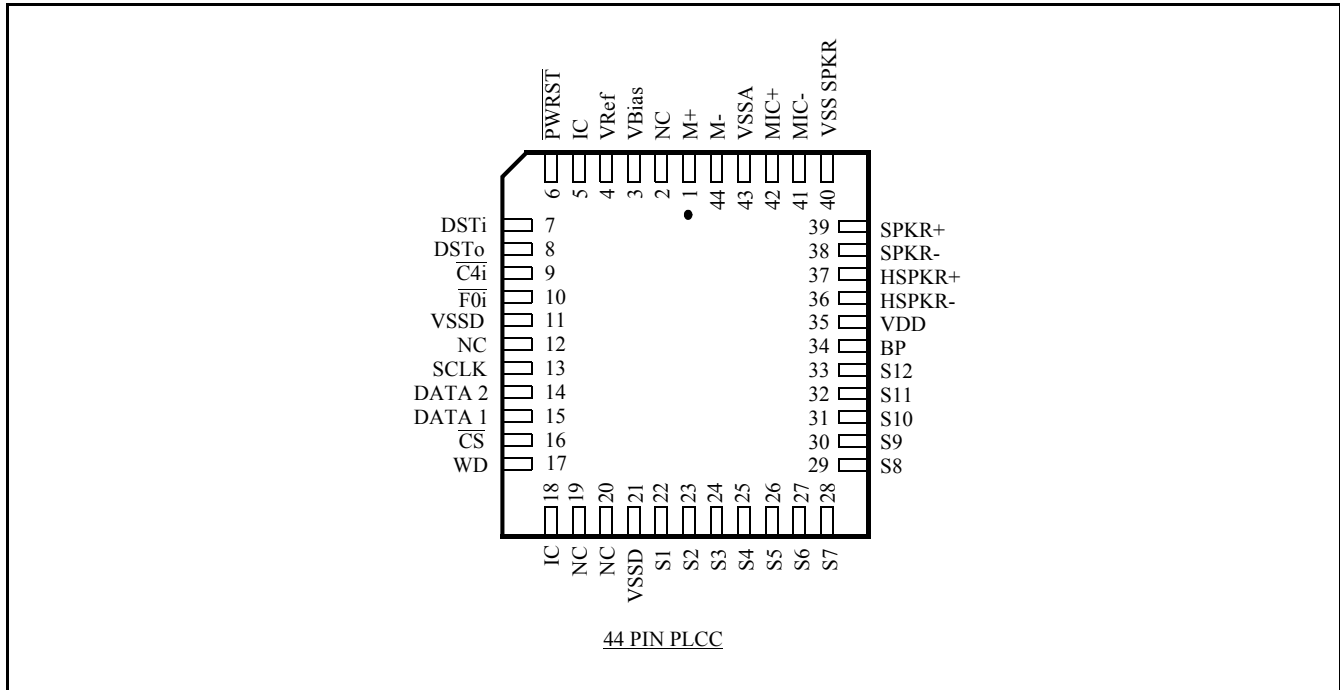 PWRST
IC
VRef
VBias
NC
M+
M-
VSSA
MIC+
MIC-
VSS SPKR
6
5
4
3
2
1
44
43
42
41
40
DSTi 7
DSTo 8
C4i 9
F0i 10
VSSD 11
NC 12
SCLK 13
DATA 2 14
DATA 1 15
CS 16
WD 17
39 SPKR+
38 SPKR-
37 HSPKR+
36 HSPKR-
35 VDD
34 BP
33 S12
32 S11
31 S10
30 S9
29 S8
18
19
20
21
22
23
24
25
26
27
28
IC
NC
NC
VSSD
S1
S2
S3
S4
S5
S6
S7
44 PIN PLCC